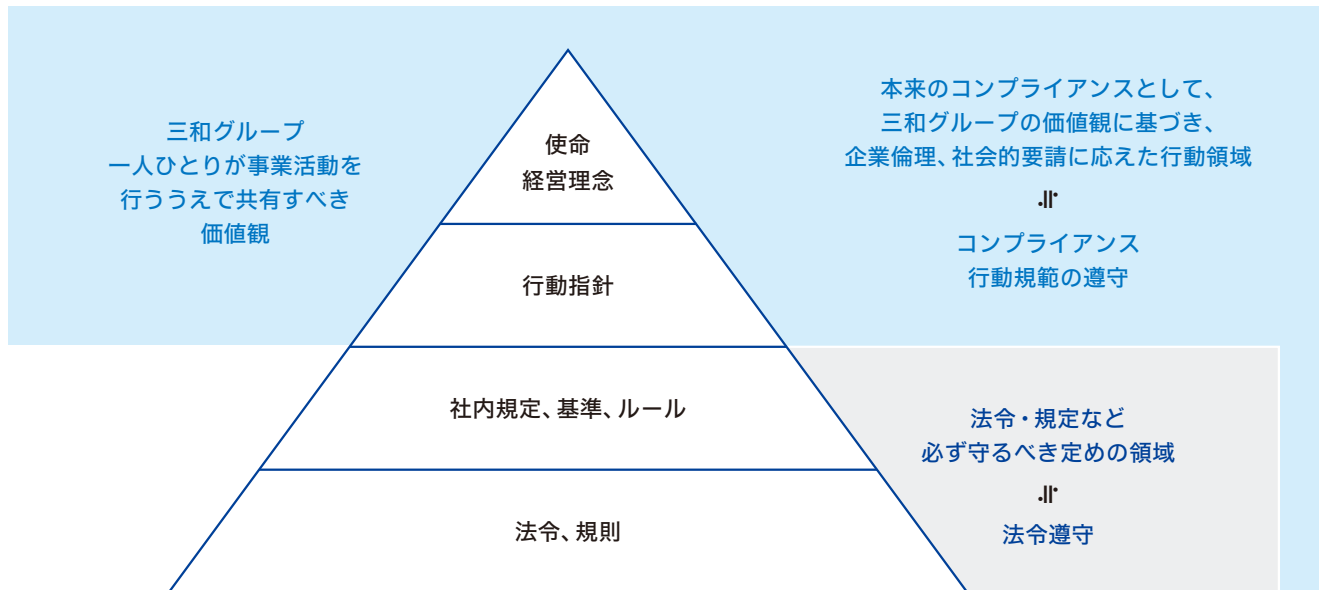 三和グループ
一人ひとりが事業活動を
行ううえで共有すべき
価値観
使命
経営理念
行動指針
社内規定、基準、ルール
法令、規則
本来のコンプライアンスとして、
三和グループの価値観に基づき、
企業倫理、社会的要請に応えた行動領域
≒
コンプライアンス
行動規範の遵守
法令・規定など
必ず守るべき定めの領域
≒
法令遵守